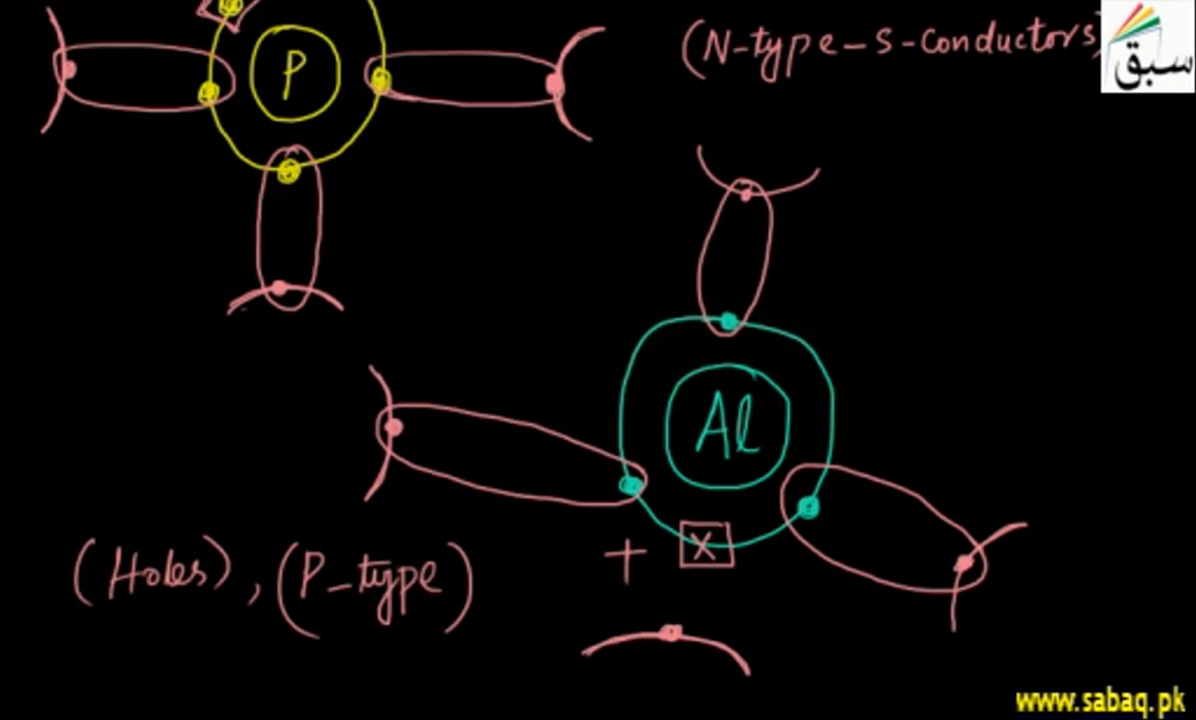 P
(N-type-S-Conductors)
سبق
Al
+ X
(Holes), (P-type)
www.sabaq.pk